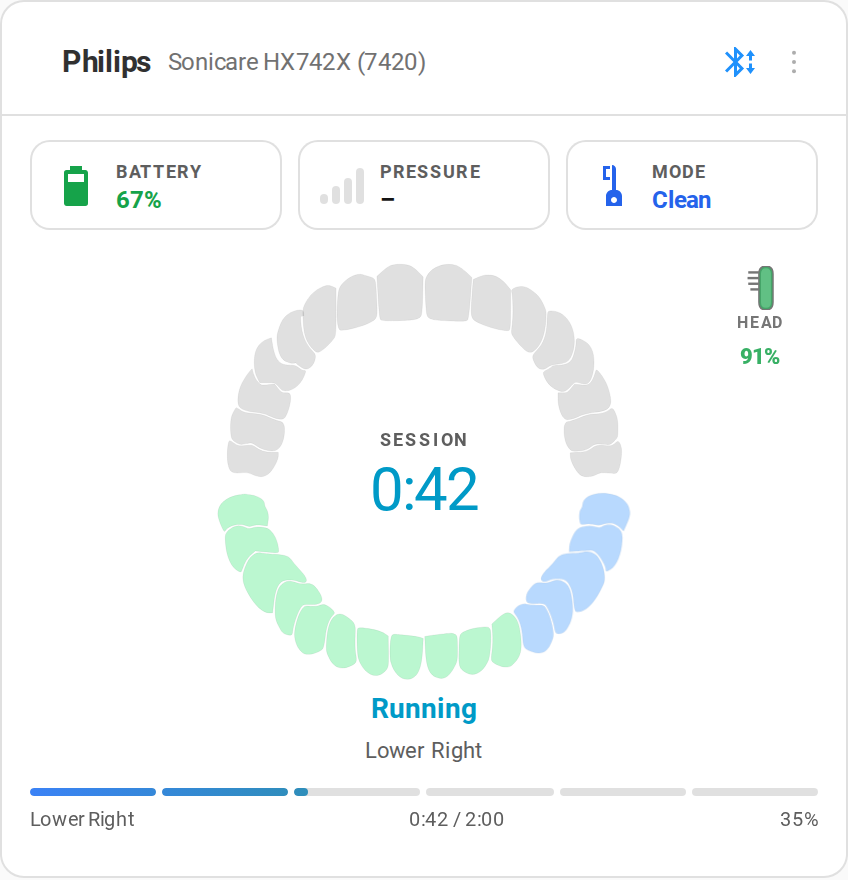 Philips Sonicare HX742X (7420)
BATTERY
67%
PRESSURE
–
MODE
Clean
HEAD
91%
SESSION
0:42
Running
Lower Right
Lower Right 0:42 / 2:00 35%